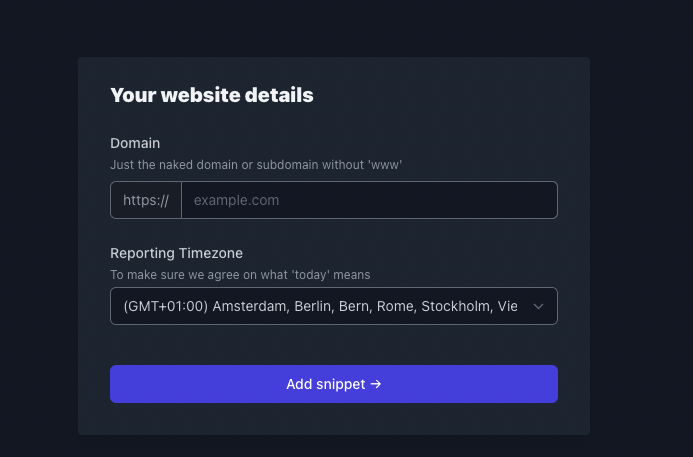 Your website details
Domain
Just the naked domain or subdomain without 'www'
https:// example.com
Reporting Timezone
To make sure we agree on what 'today' means
(GMT+01:00) Amsterdam, Berlin, Bern, Rome, Stockholm, Vie
Add snippet →